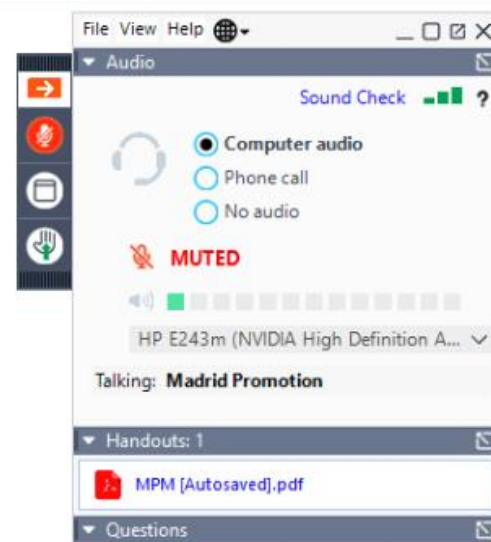 File View Help
Audio
Sound Check ?
Computer audio
Phone call
No audio
MUTED
HP E243m (NVIDIA High Definition A...
Talking: Madrid Promotion
Handouts: 1
MPM [Autosaved].pdf
Questions